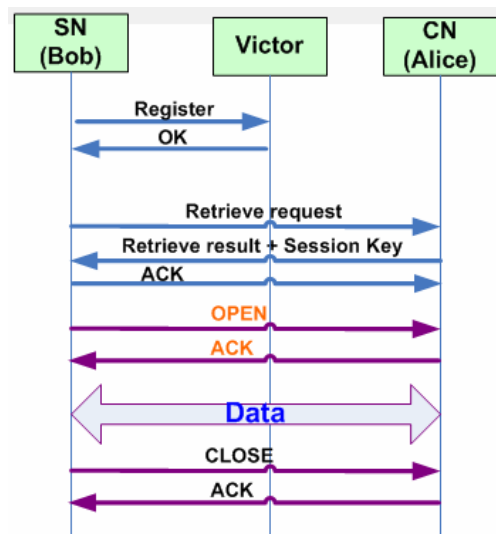 SN
(Bob)
Victor
CN
(Alice)
Register
OK
Retrieve request
Retrieve result + Session Key
ACK
OPEN
ACK
Data
CLOSE
ACK